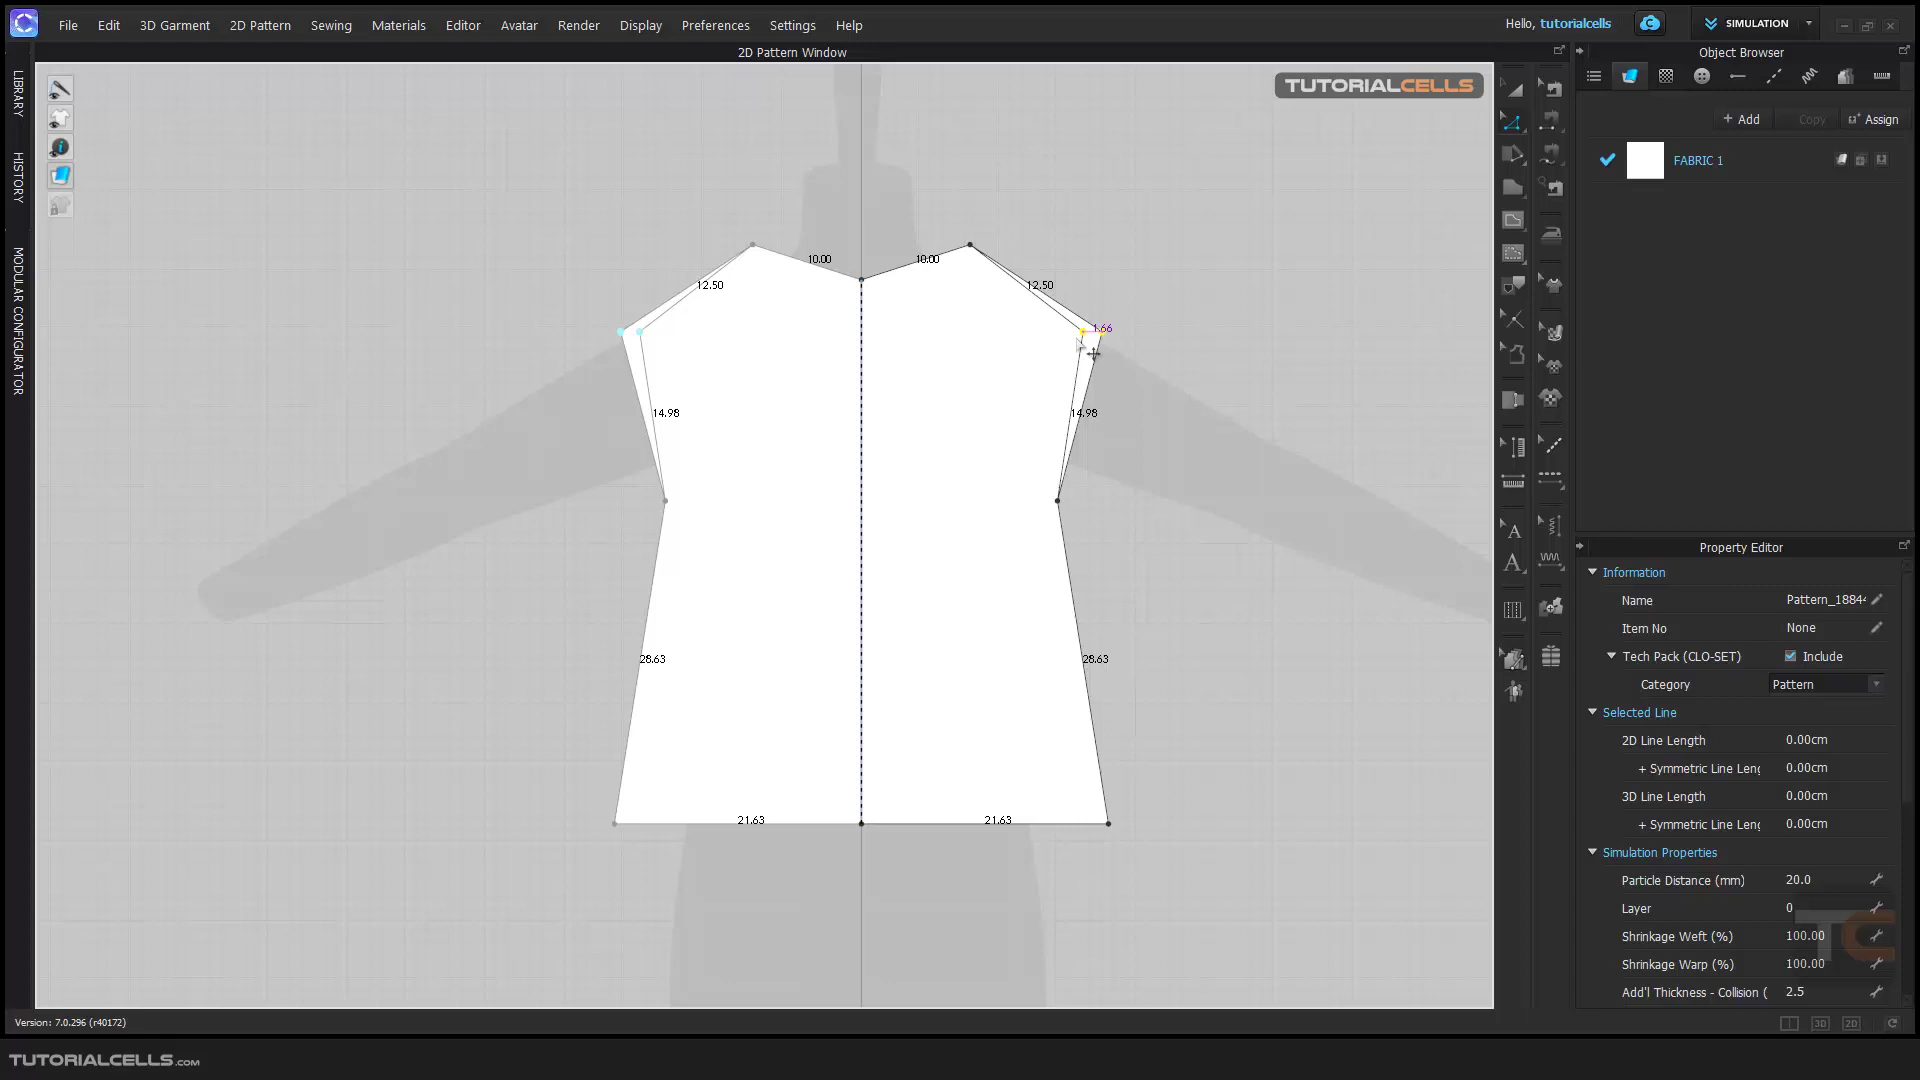 File Edit 3D Garment 2D Pattern Sewing Materials Editor Avatar Render Display Preferences Settings Help
Hello, tutorialcells
SIMULATION
2D Pattern Window
Object Browser
LIBRARY
HISTORY
MODULAR CONFIGURATOR
TUTORIALCELLS
+ Add Copy Assign
FABRIC 1
10.00 10.00
12.50 12.50
1.66
14.98 14.98
28.63 28.63
21.63 21.63
Property Editor
Information
Name Pattern_1884
Item No None
Tech Pack (CLO-SET) Include
Category Pattern
Selected Line
2D Line Length 0.00cm
+ Symmetric Line Leng 0.00cm
3D Line Length 0.00cm
+ Symmetric Line Leng 0.00cm
Simulation Properties
Particle Distance (mm) 20.0
Layer 0
Shrinkage Weft (%) 100.00
Shrinkage Warp (%) 100.00
Add'l Thickness - Collision ( 2.5
Version: 7.0.296 (r40172)
3D 2D
TUTORIALCELLS.com